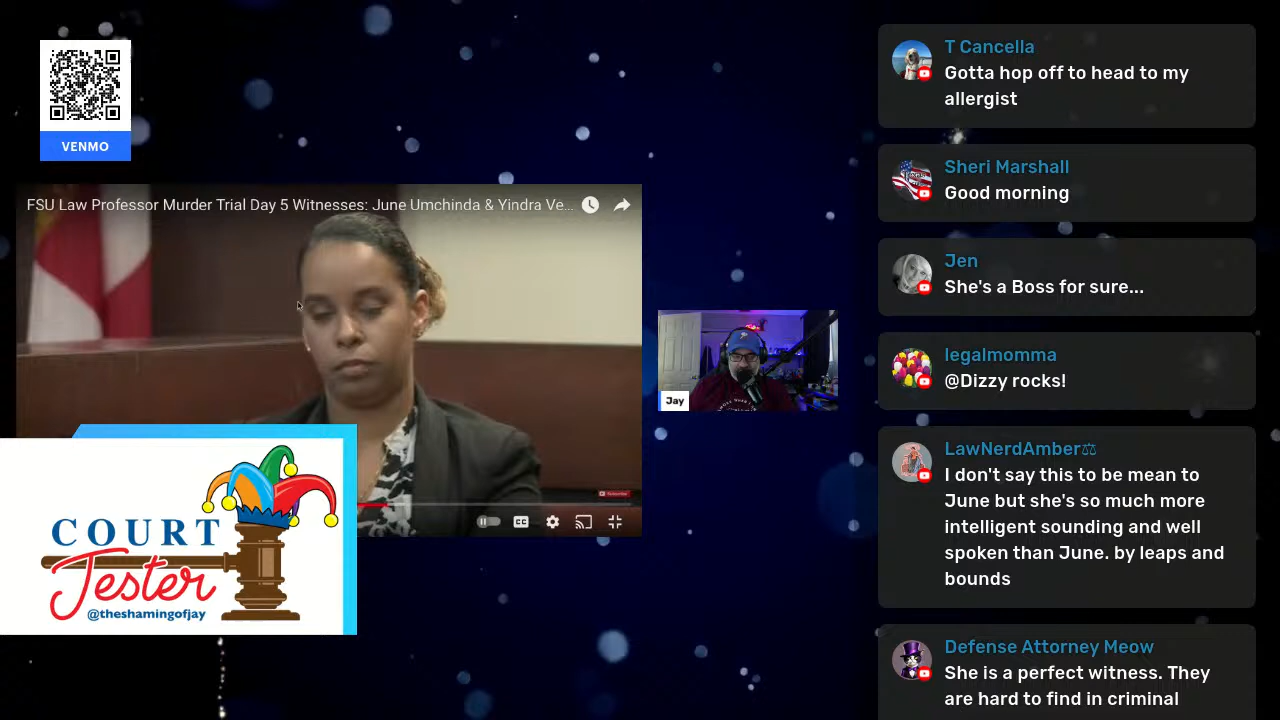 VENMO
FSU Law Professor Murder Trial Day 5 Witnesses: June Umchinda & Yindra Ve...
Subscribe
CC
Jay
COURT
Jester
@theshamingofjay
T Cancella
Gotta hop off to head to my
allergist
Sheri Marshall
Good morning
Jen
She's a Boss for sure...
legalmomma
@Dizzy rocks!
LawNerdAmber⚖
I don't say this to be mean to
June but she's so much more
intelligent sounding and well
spoken than June. by leaps and
bounds
Defense Attorney Meow
She is a perfect witness. They
are hard to find in criminal